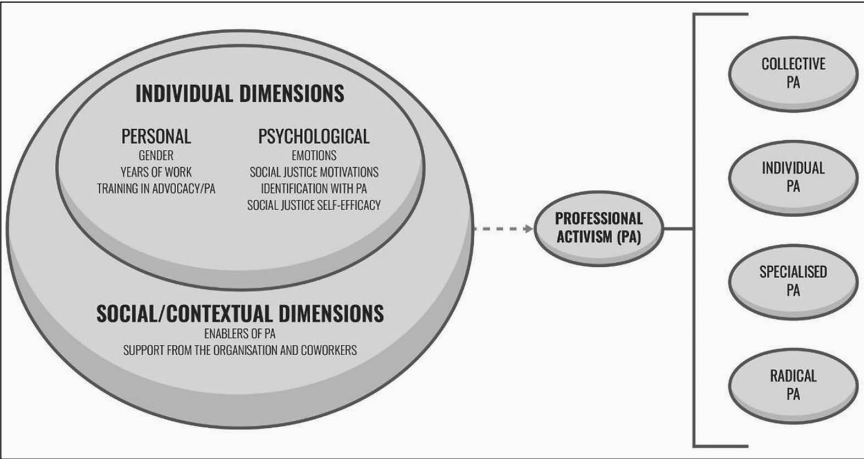 INDIVIDUAL DIMENSIONS
PERSONAL
GENDER
YEARS OF WORK
TRAINING IN ADVOCACY/PA
PSYCHOLOGICAL
EMOTIONS
SOCIAL JUSTICE MOTIVATIONS
IDENTIFICATION WITH PA
SOCIAL JUSTICE SELF-EFFICACY
SOCIAL/CONTEXTUAL DIMENSIONS
ENABLERS OF PA
SUPPORT FROM THE ORGANISATION AND COWORKERS
PROFESSIONAL
ACTIVISM (PA)
COLLECTIVE
PA
INDIVIDUAL
PA
SPECIALISED
PA
RADICAL
PA